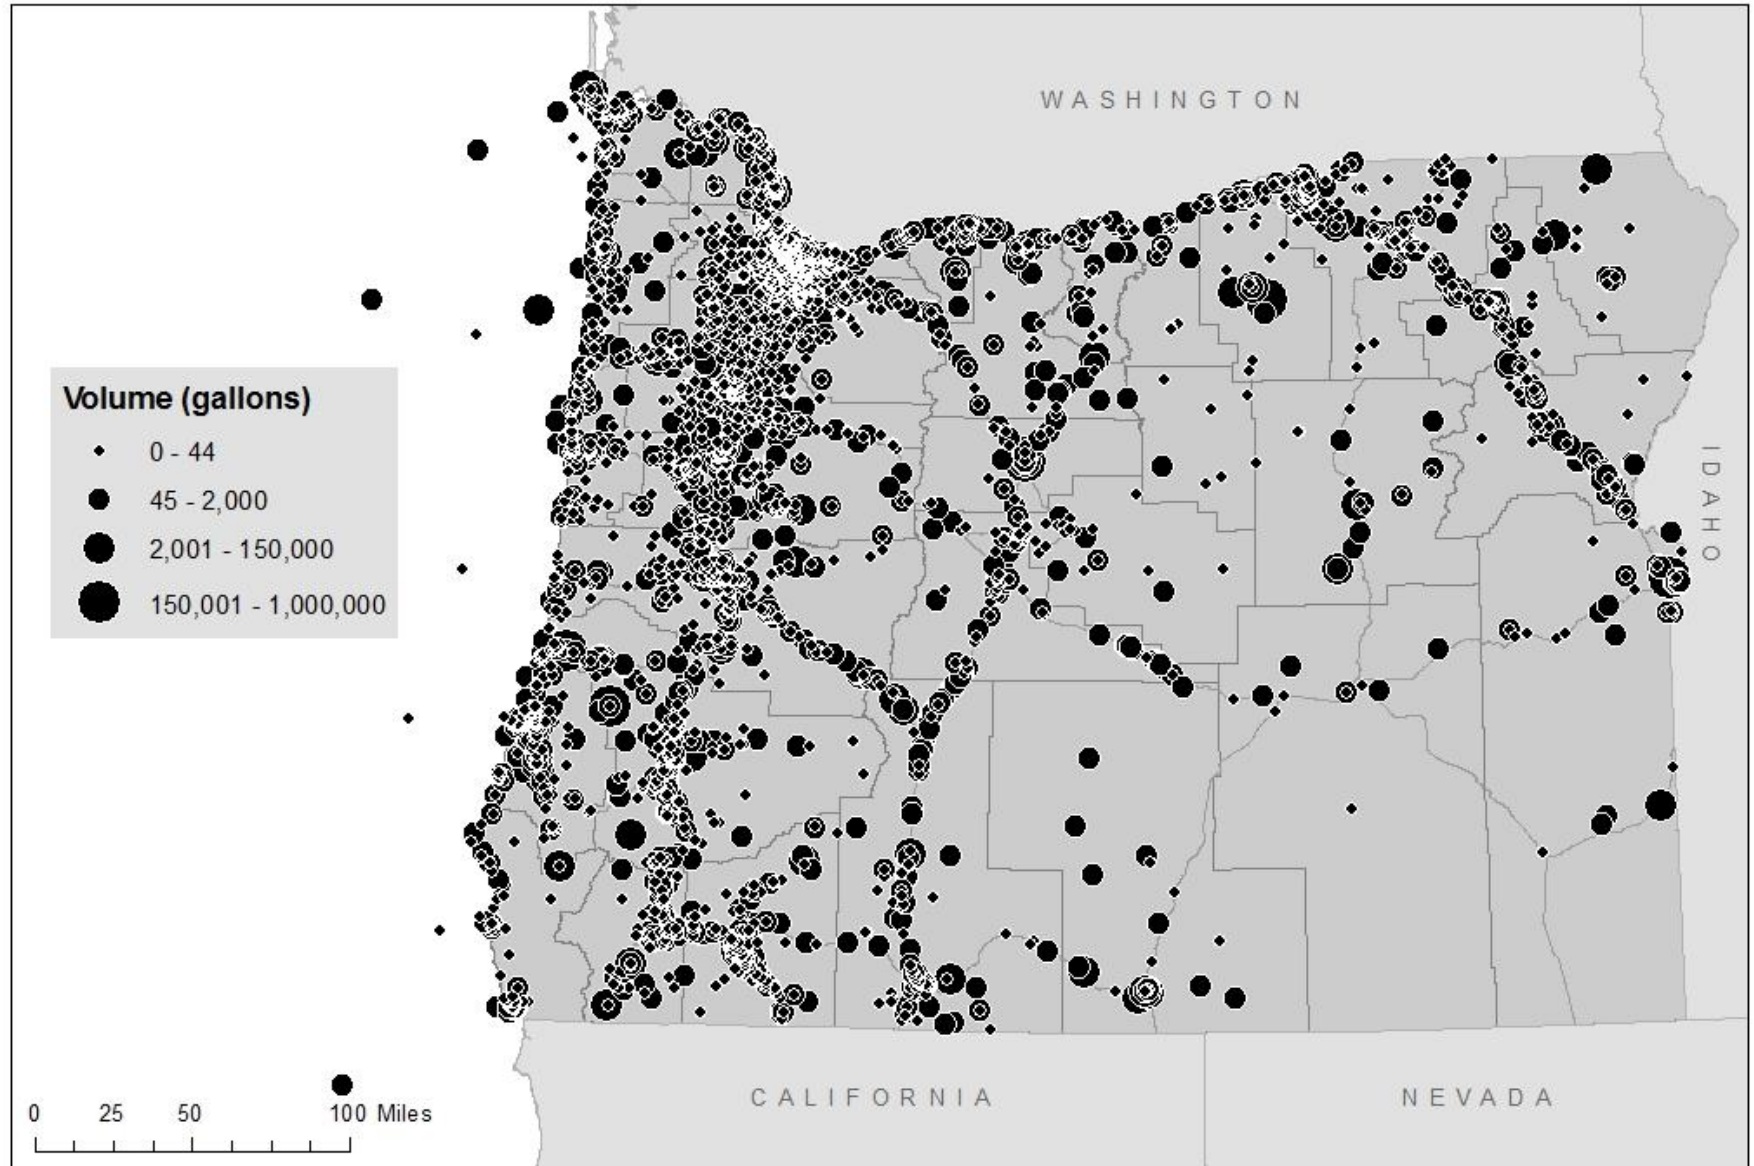 WASHINGTON
Volume (gallons)
0 - 44
45 - 2,000
2,001 - 150,000
150,001 - 1,000,000
IDAHO
CALIFORNIA
NEVADA
0 25 50 100 Miles